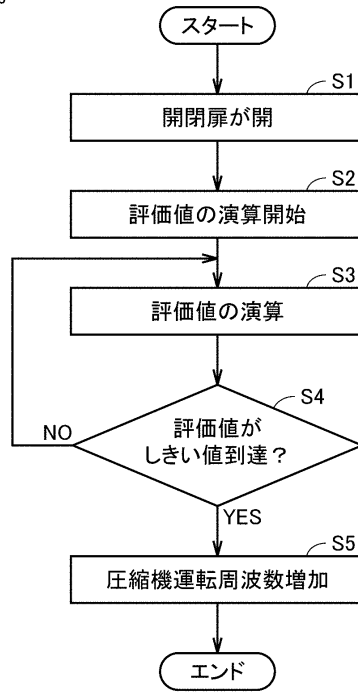 スタート
S1
開閉扉が開
S2
評価値の演算開始
S3
評価値の演算
S4
評価値が
しきい値到達？
NO
YES
S5
圧縮機運転周波数増加
エンド